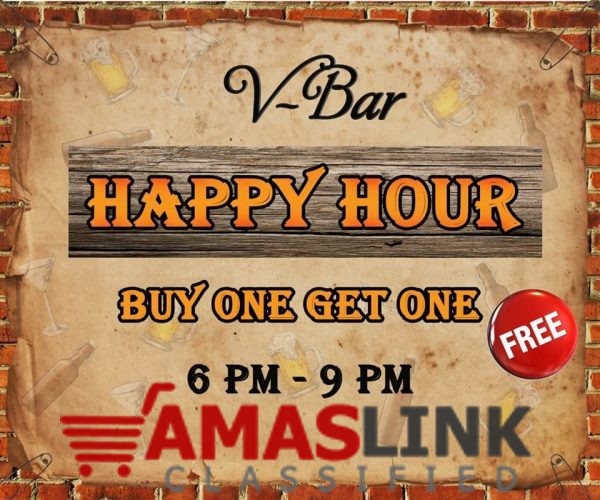 V-Bar
HAPPY HOUR
BUY ONE GET ONE
FREE
6 PM - 9 PM
AMASLINK
CLASSIFIED